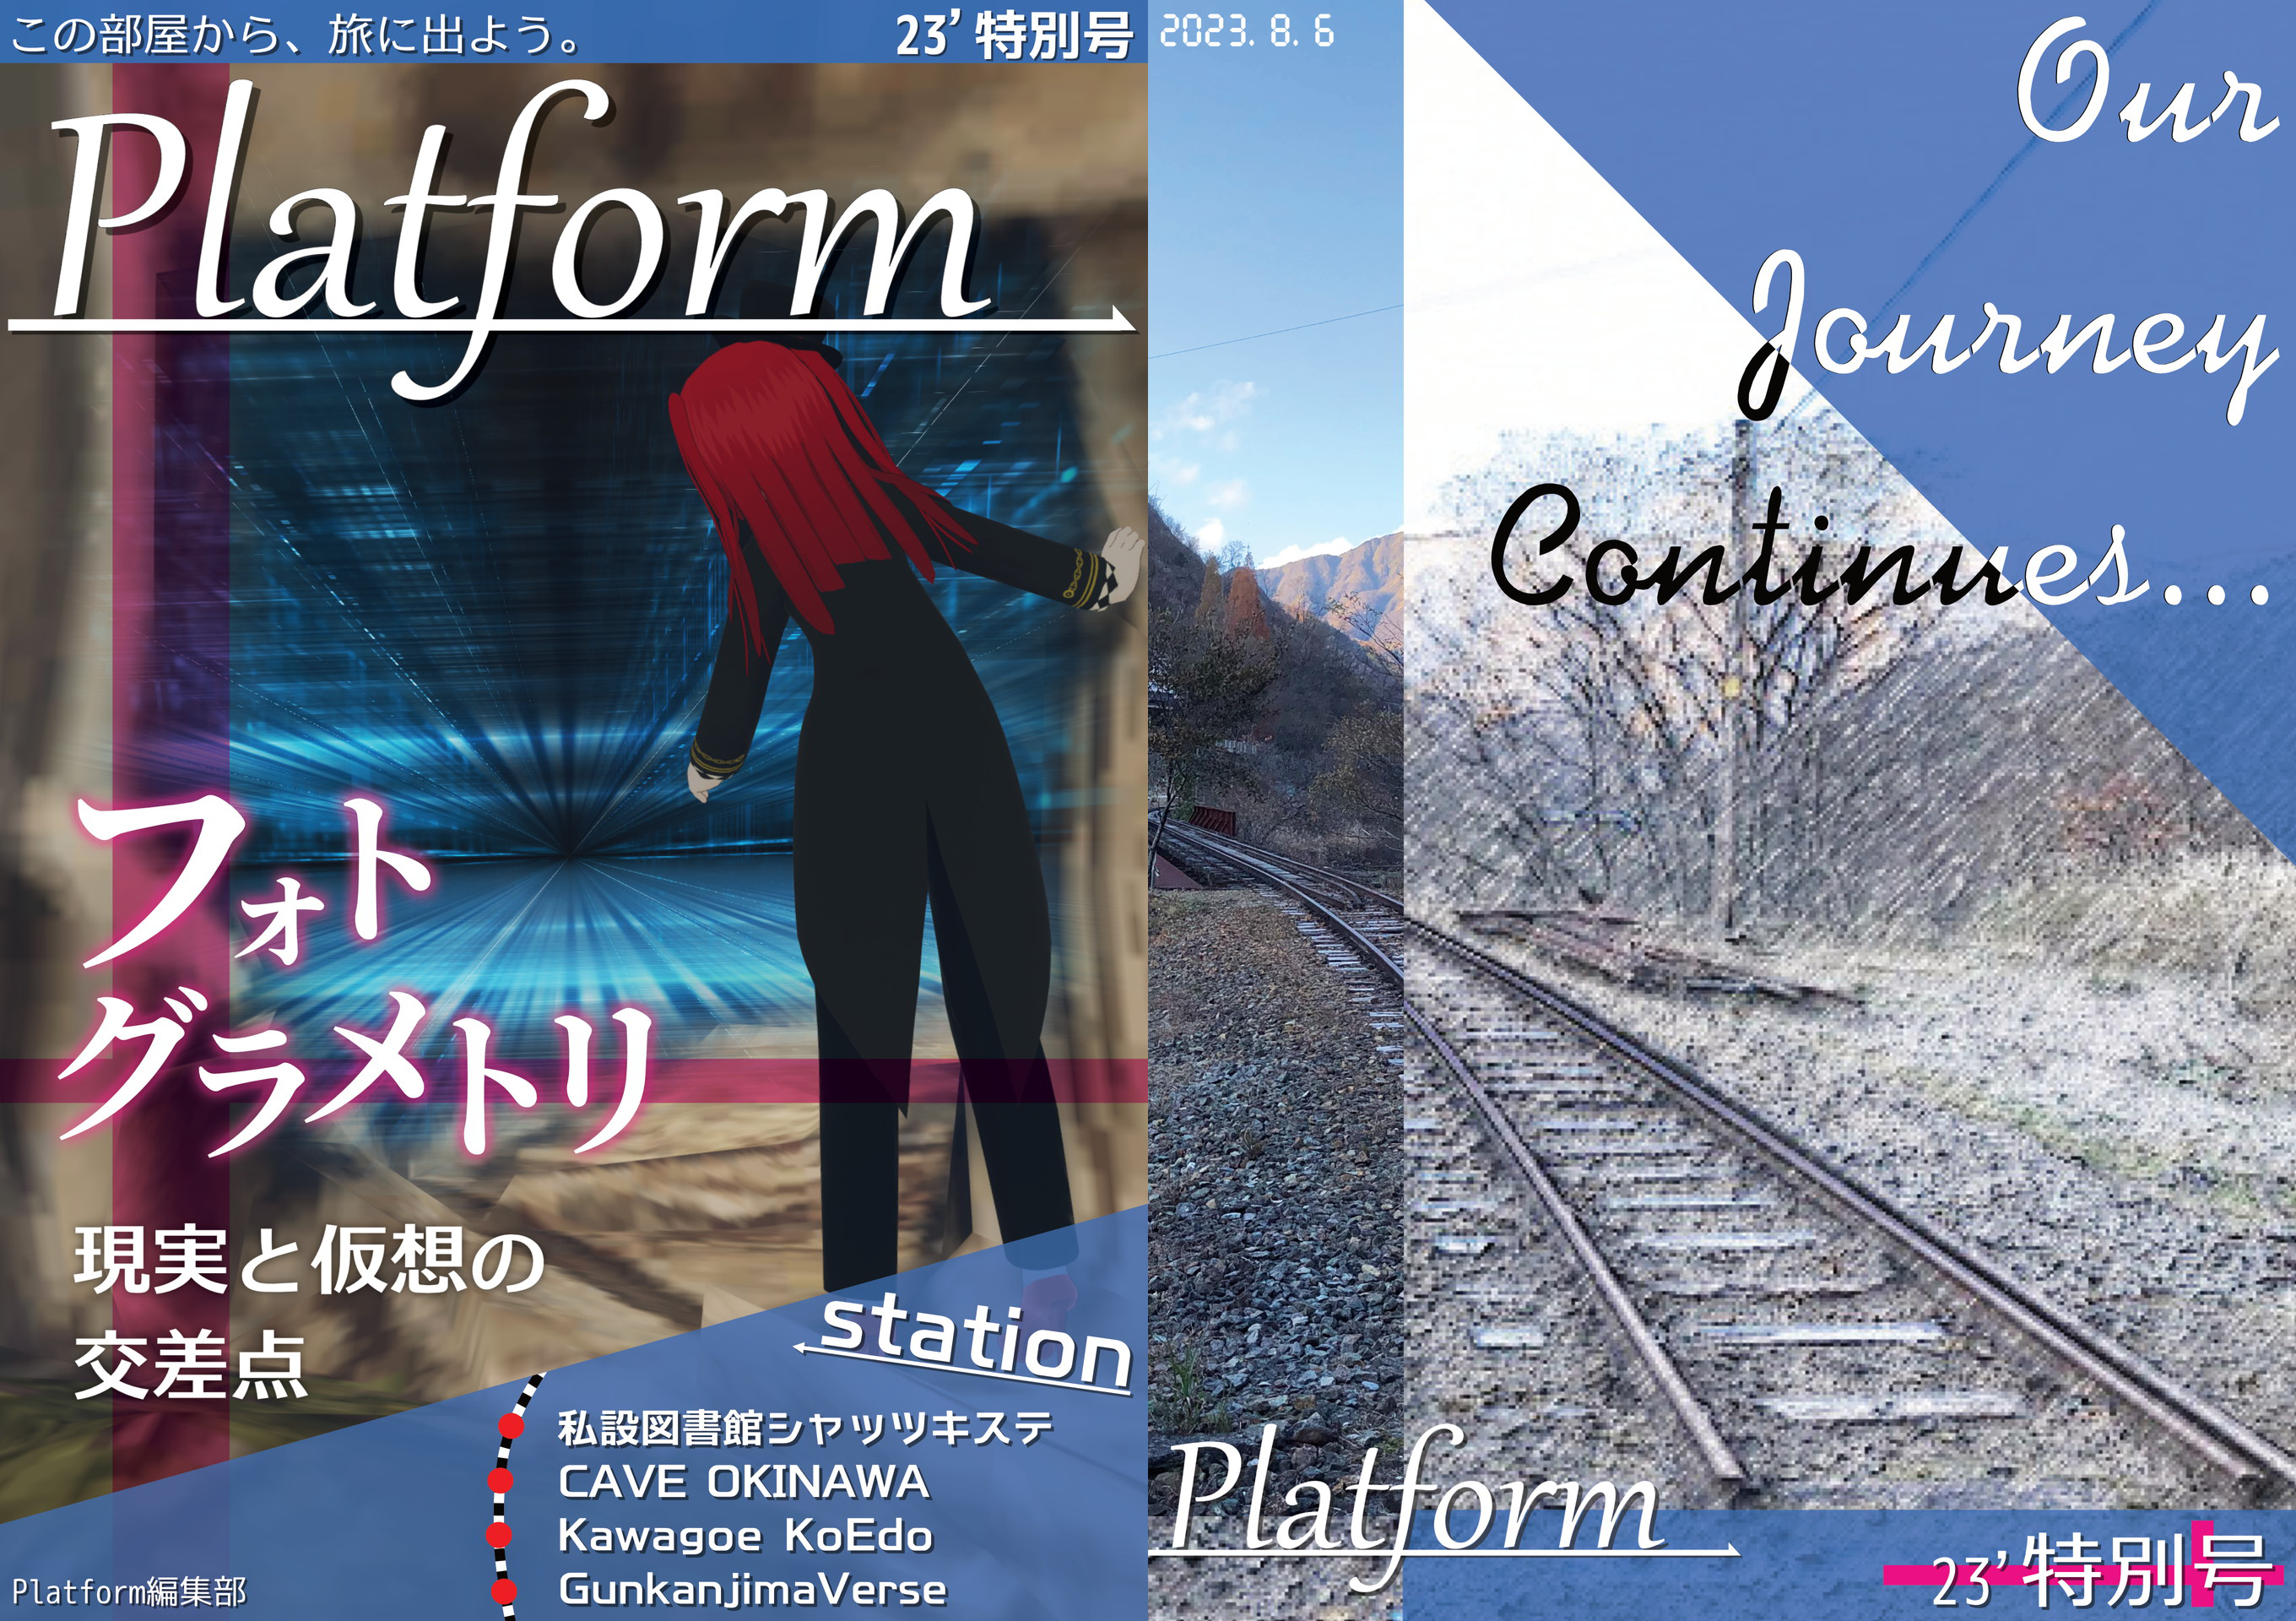 この部屋から、旅に出よう。
23’特別号
Platform
フォト
グラメトリ
現実と仮想の
交差点
station
私設図書館シャッツキステ
CAVE OKINAWA
Kawagoe KoEdo
GunkanjimaVerse
Platform編集部
2023. 8. 6
Our
Journey
Continues...
Platform
23’特別号